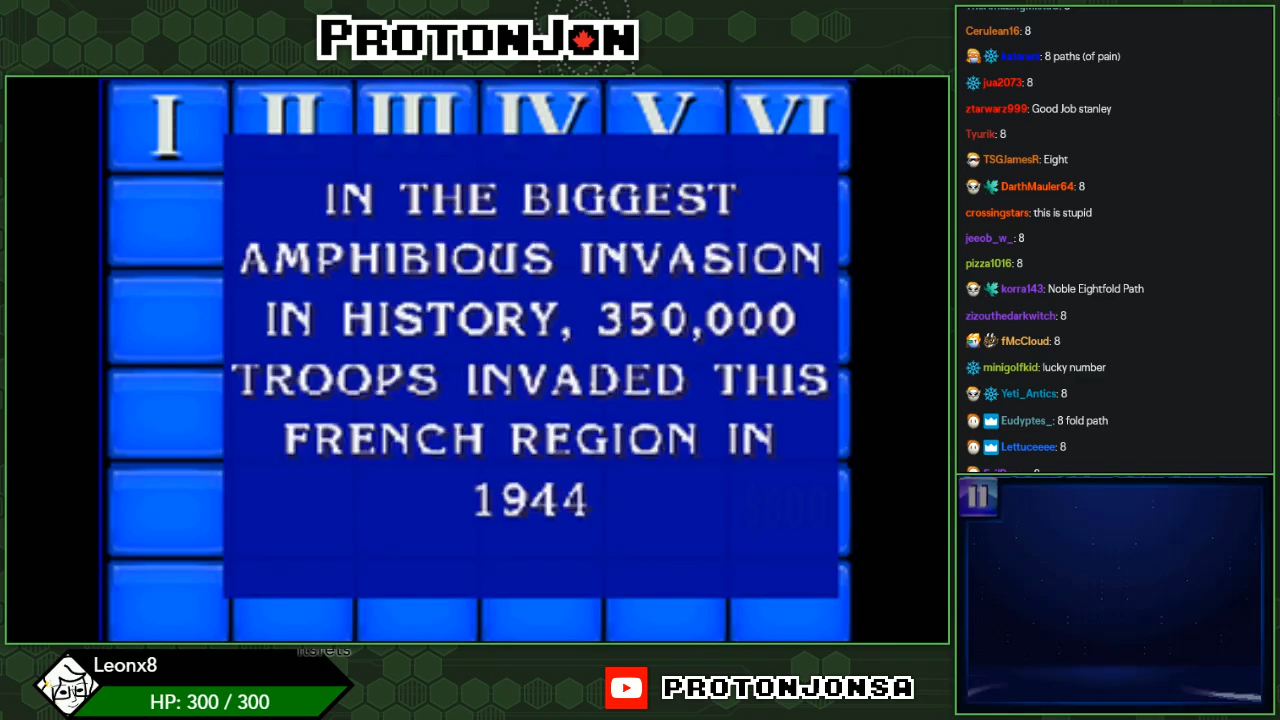 PROTONJON
I II III IV V VI
IN THE BIGGEST
AMPHIBIOUS INVASION
IN HISTORY, 350,000
TROOPS INVADED THIS
FRENCH REGION IN
1944
Cerulean16: 8
8 paths (of pain)
jua2073: 8
ztarwarz999: Good Job stanley
Tyurik: 8
TSGJamesR: Eight
DarthMauler64: 8
crossingstars: this is stupid
jeeob_w_: 8
pizza1016: 8
korra143: Noble Eightfold Path
zizouthedarkwitch: 8
fMcCloud: 8
minigolfkid: lucky number
Yeti_Antics: 8
Eudyptes_: 8 fold path
Lettuceeee: 8
Leonx8
HP: 300 / 300
PROTONJONSA